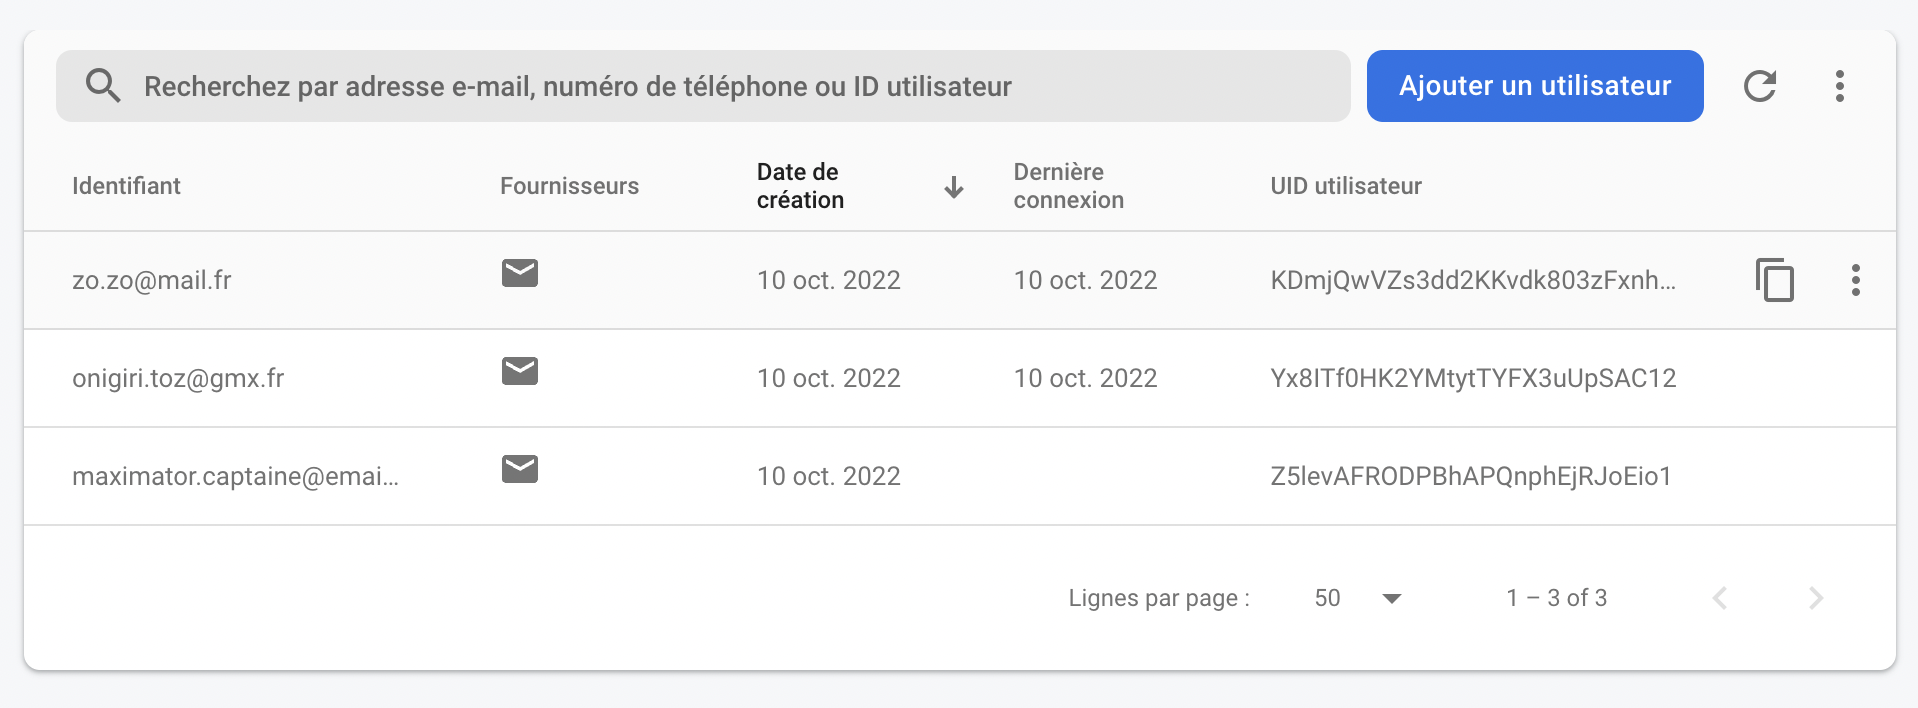 Recherchez par adresse e-mail, numéro de téléphone ou ID utilisateur
Ajouter un utilisateur
Identifiant
Fournisseurs
Date de
création
Dernière
connexion
UID utilisateur
zo.zo@mail.fr 10 oct. 2022 10 oct. 2022 KDmjQwVZs3dd2KKvdk803zFxnh...
onigiri.toz@gmx.fr 10 oct. 2022 10 oct. 2022 Yx8ITf0HK2YMtytTYFX3uUpSAC12
maximator.captaine@emai... 10 oct. 2022 Z5levAFRODPBhAPQnphEjRJoEio1
Lignes par page : 50 1 – 3 of 3